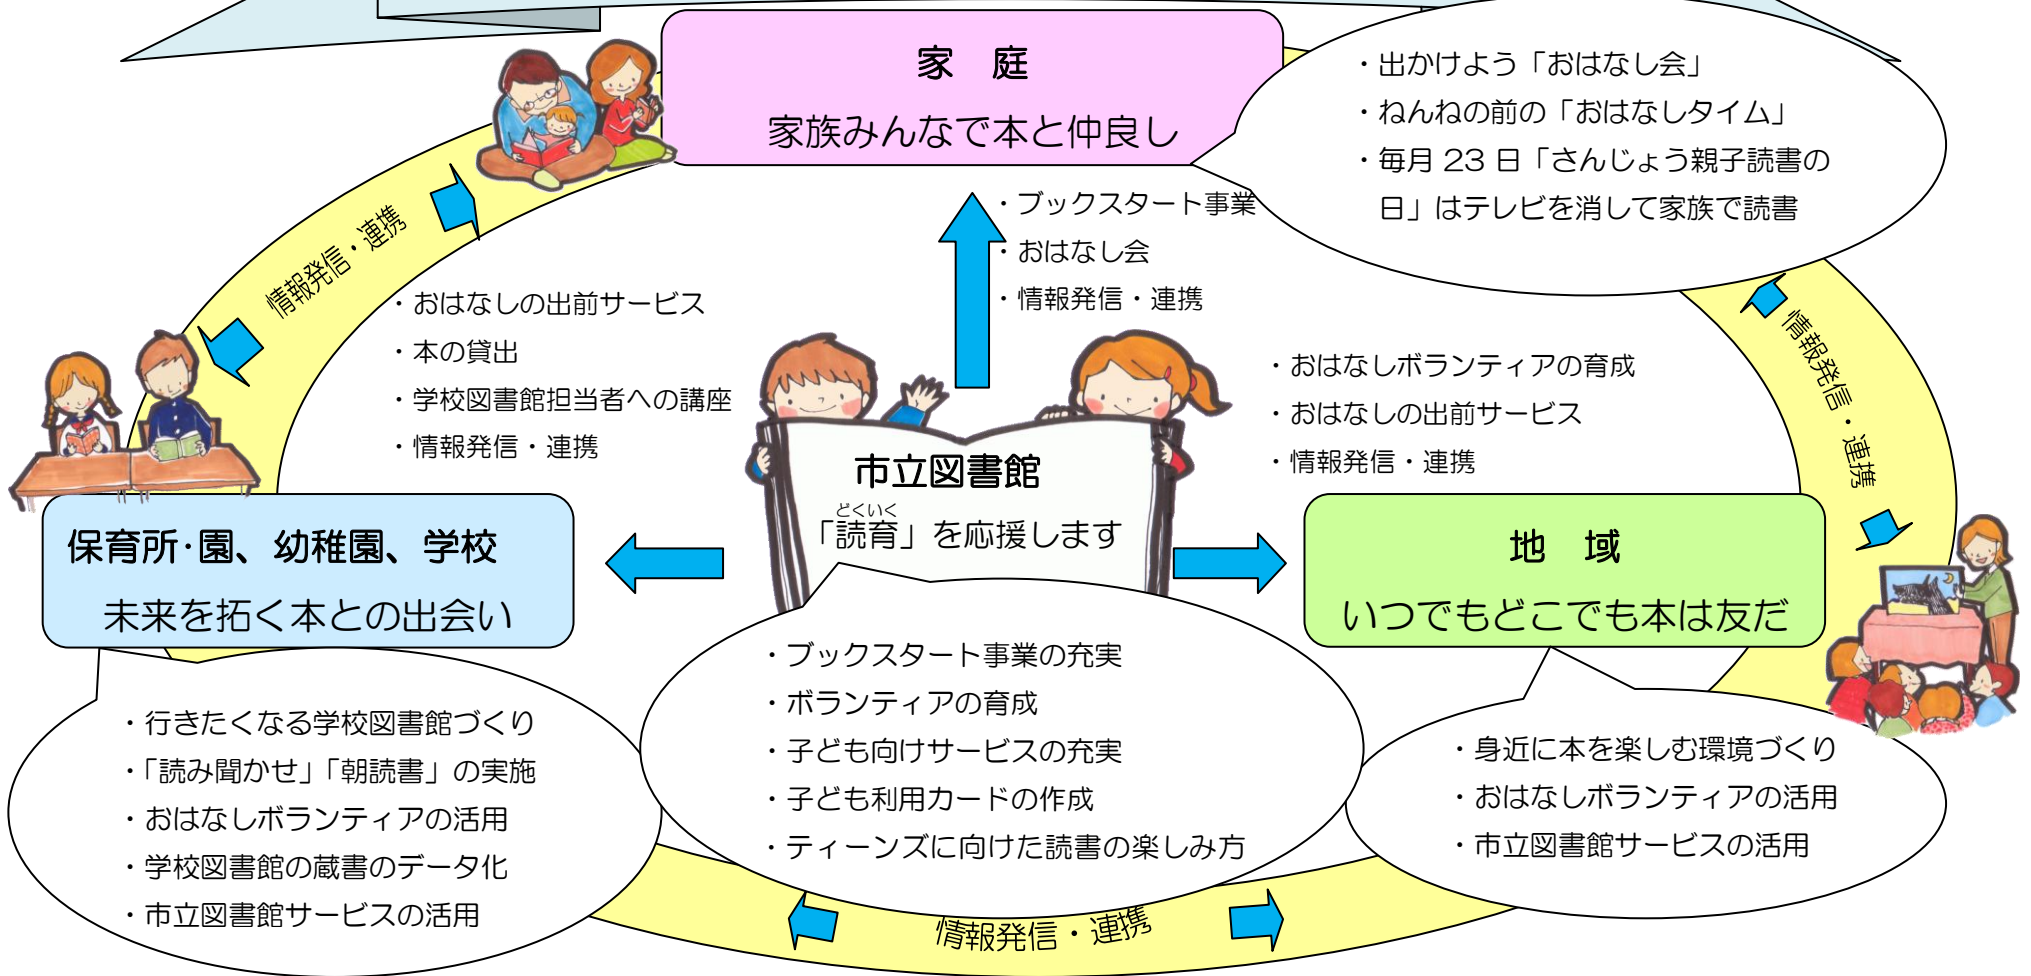 家　庭
家族みんなで本と仲良し
・出かけよう「おはなし会」
・ねんねの前の「おはなしタイム」
・毎月 23 日「さんじょう親子読書の
日」はテレビを消して家族で読書
情報発信・連携
・ブックスタート事業
・おはなし会
・情報発信・連携
・おはなしの出前サービス
・本の貸出
・学校図書館担当者への講座
・情報発信・連携
・おはなしボランティアの育成
・おはなしの出前サービス
・情報発信・連携
情報発信・連携
市立図書館
どくいく
「読育」を応援します
保育所・園、幼稚園、学校
未来を拓く本との出会い
地　域
いつでもどこでも本は友だ
・行きたくなる学校図書館づくり
・「読み聞かせ」「朝読書」の実施
・おはなしボランティアの活用
・学校図書館の蔵書のデータ化
・市立図書館サービスの活用
・ブックスタート事業の充実
・ボランティアの育成
・子ども向けサービスの充実
・子ども利用カードの作成
・ティーンズに向けた読書の楽しみ方
・身近に本を楽しむ環境づくり
・おはなしボランティアの活用
・市立図書館サービスの活用
情報発信・連携